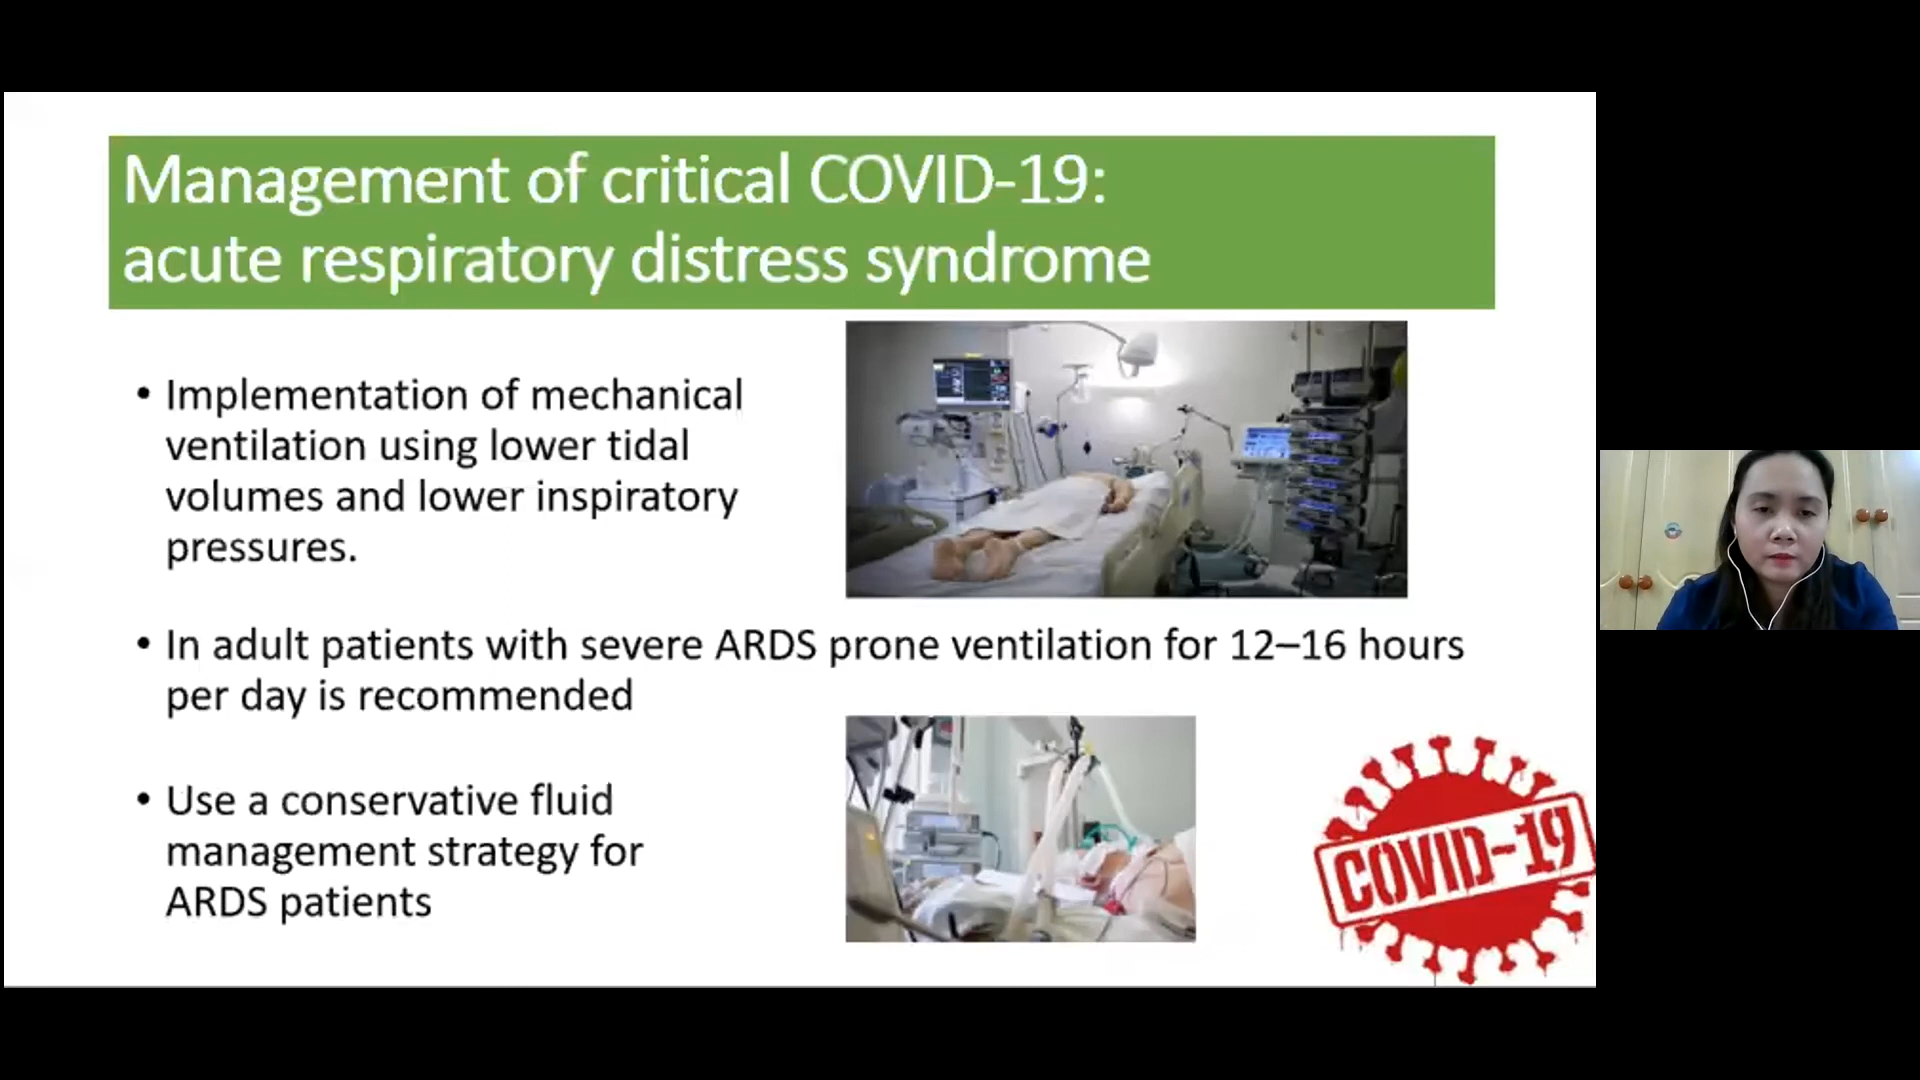 Management of critical COVID-19:
acute respiratory distress syndrome
• Implementation of mechanical
ventilation using lower tidal
volumes and lower inspiratory
pressures.
• In adult patients with severe ARDS prone ventilation for 12–16 hours
per day is recommended
• Use a conservative fluid
management strategy for
ARDS patients
COVID-19